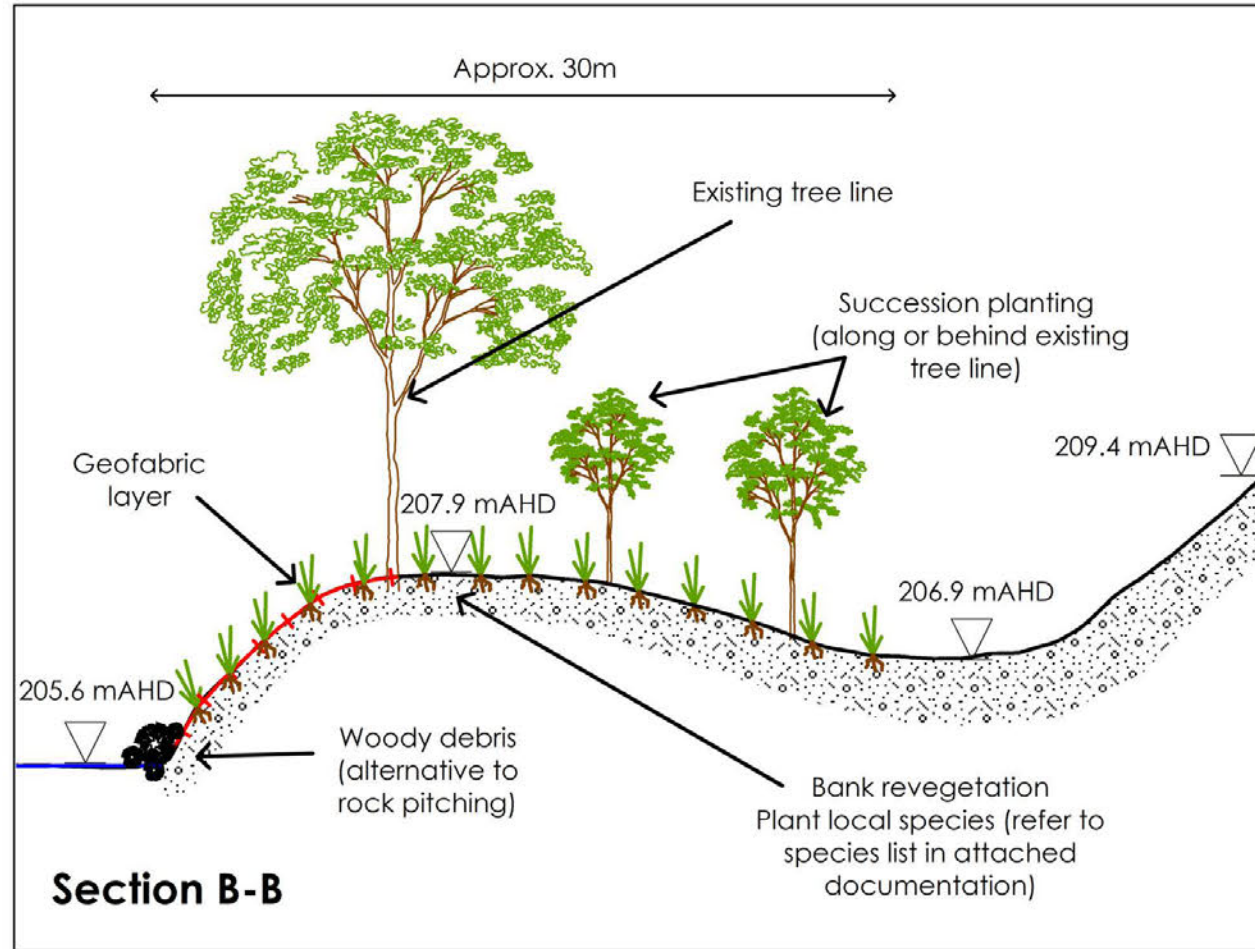 Approx. 30m
Existing tree line
Succession planting
(along or behind existing
tree line)
209.4 mAHD
Geofabric
layer
207.9 mAHD
206.9 mAHD
205.6 mAHD
Woody debris
(alternative to
rock pitching)
Bank revegetation
Plant local species (refer to
species list in attached
documentation)
Section B-B